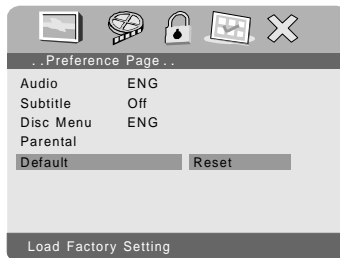 ..Preference Page..
Audio ENG
Subtitle Off
Disc Menu ENG
Parental
Default Reset
Load Factory Setting